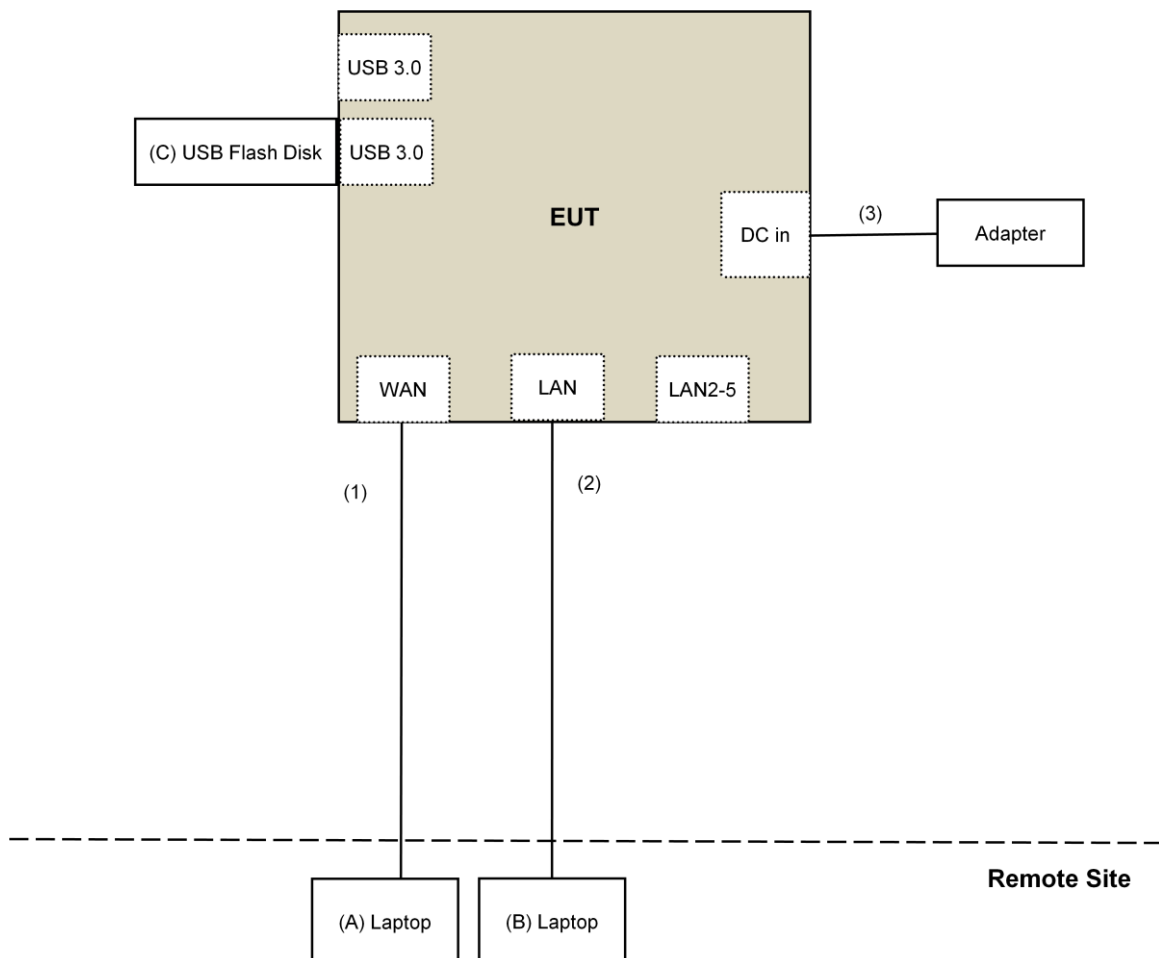 USB 3.0
(C) USB Flash Disk
USB 3.0
EUT
DC in
(3)
Adapter
WAN
LAN
LAN2-5
(1)
(2)
Remote Site
(A) Laptop
(B) Laptop